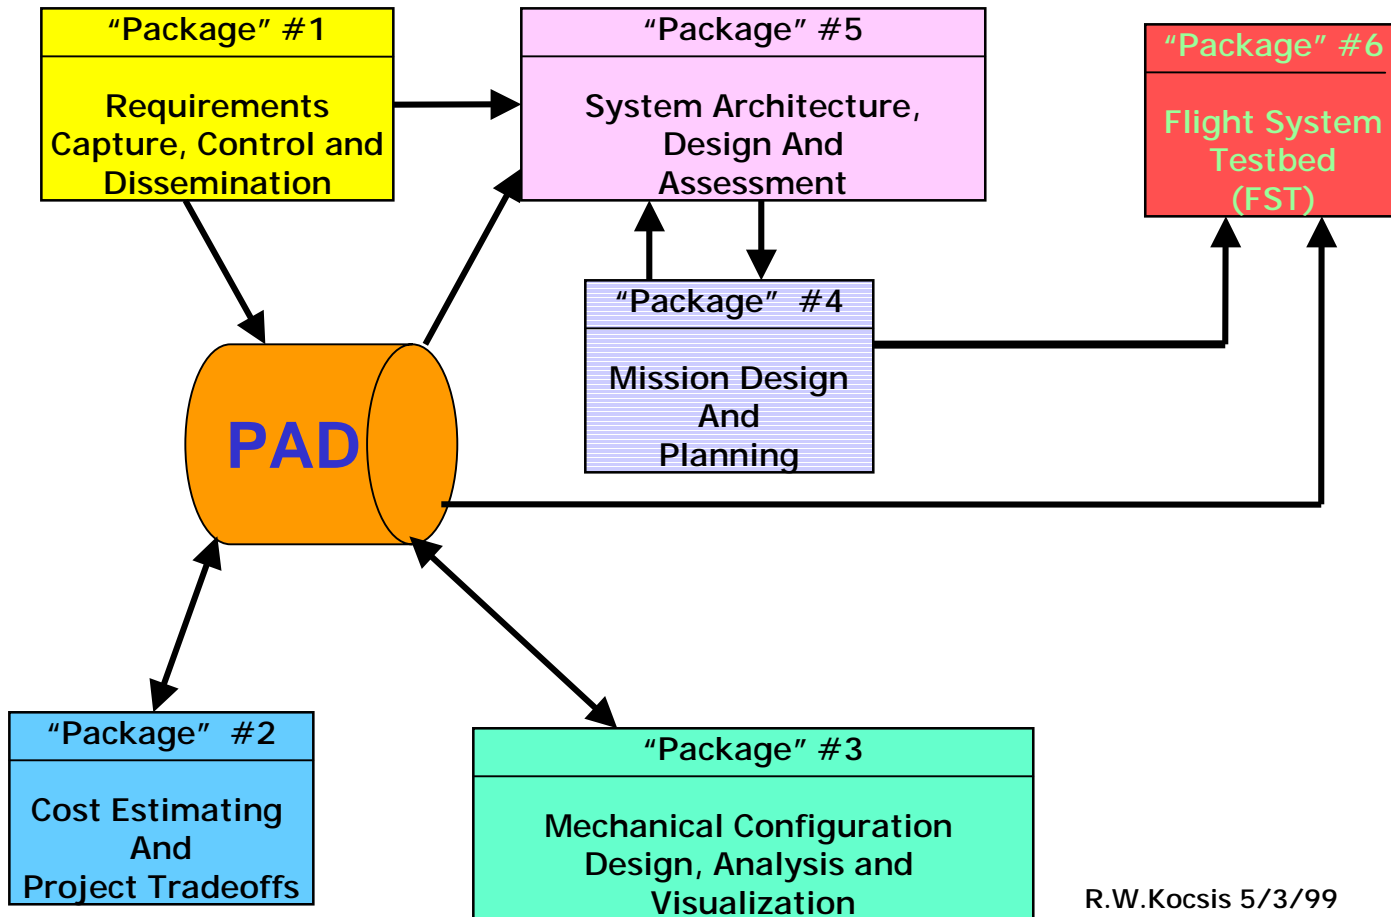 “Package” #1
Requirements
Capture, Control and
Dissemination
“Package” #5
System Architecture,
Design And
Assessment
“Package” #6
Flight System
Testbed
(FST)
“Package” #4
Mission Design
And
Planning
PAD
“Package” #2
Cost Estimating
And
Project Tradeoffs
“Package” #3
Mechanical Configuration
Design, Analysis and
Visualization
R.W.Kocsis 5/3/99